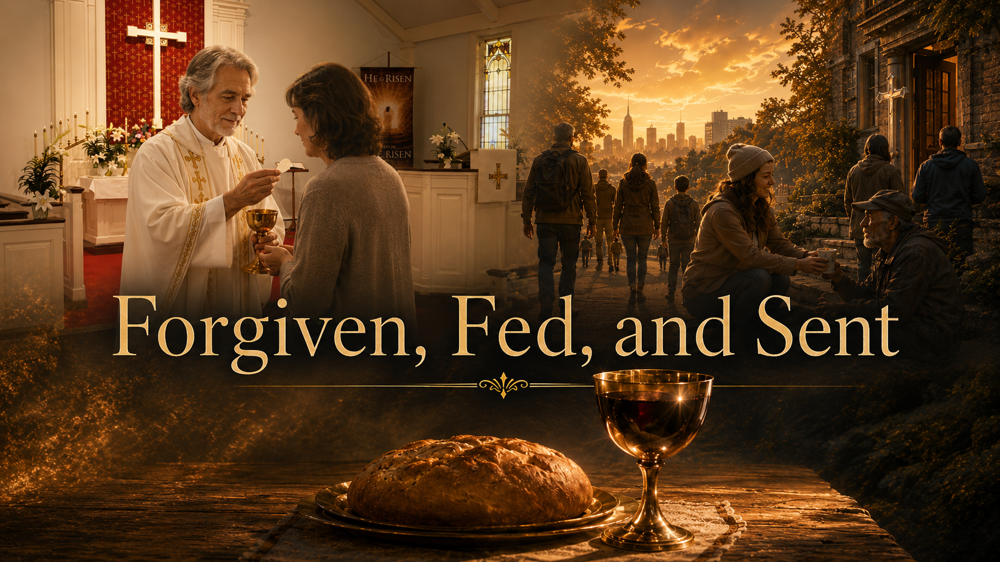 HE IS RISEN
RISEN
Forgiven, Fed, and Sent